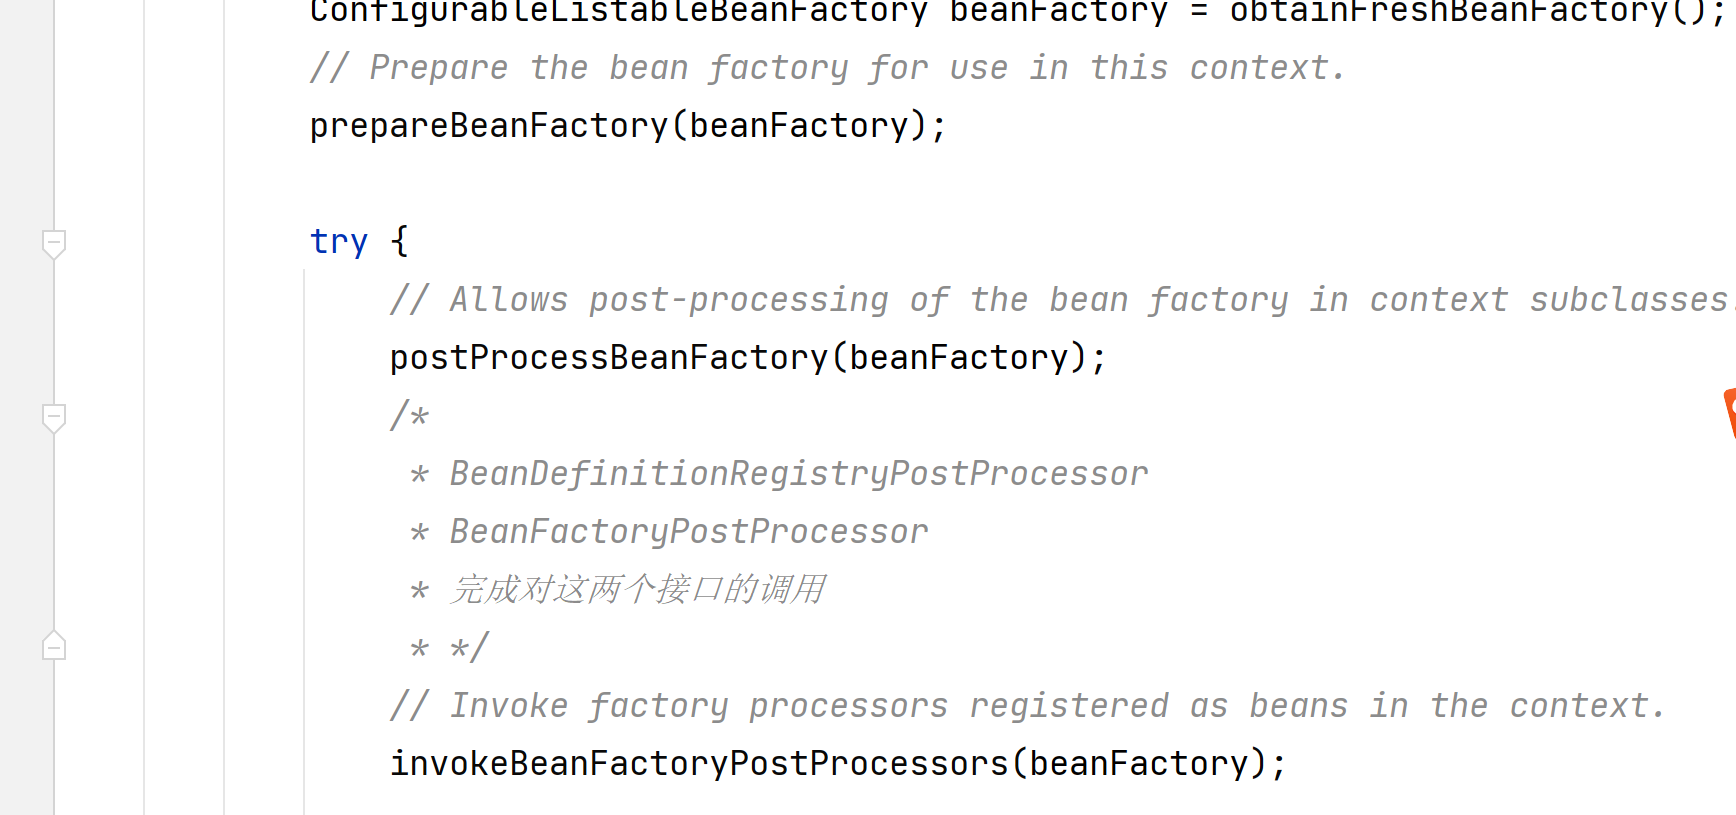 ConfigurableListableBeanFactory beanFactory = obtainFreshBeanFactory();
// Prepare the bean factory for use in this context.
prepareBeanFactory(beanFactory);
try {
// Allows post-processing of the bean factory in context subclasses.
postProcessBeanFactory(beanFactory);
/*
* BeanDefinitionRegistryPostProcessor
* BeanFactoryPostProcessor
* 完成对这两个接口的调用
* */
// Invoke factory processors registered as beans in the context.
invokeBeanFactoryPostProcessors(beanFactory);